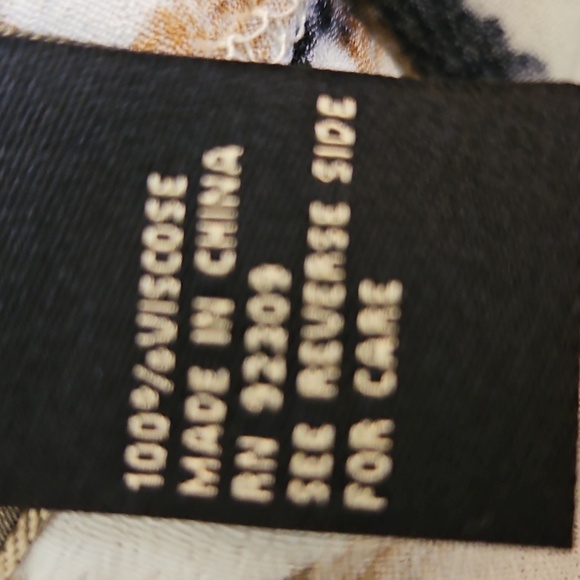 100%VISCOSE
MADE IN CHINA
RN 92309
SEE REVERSE SIDE
FOR CARE